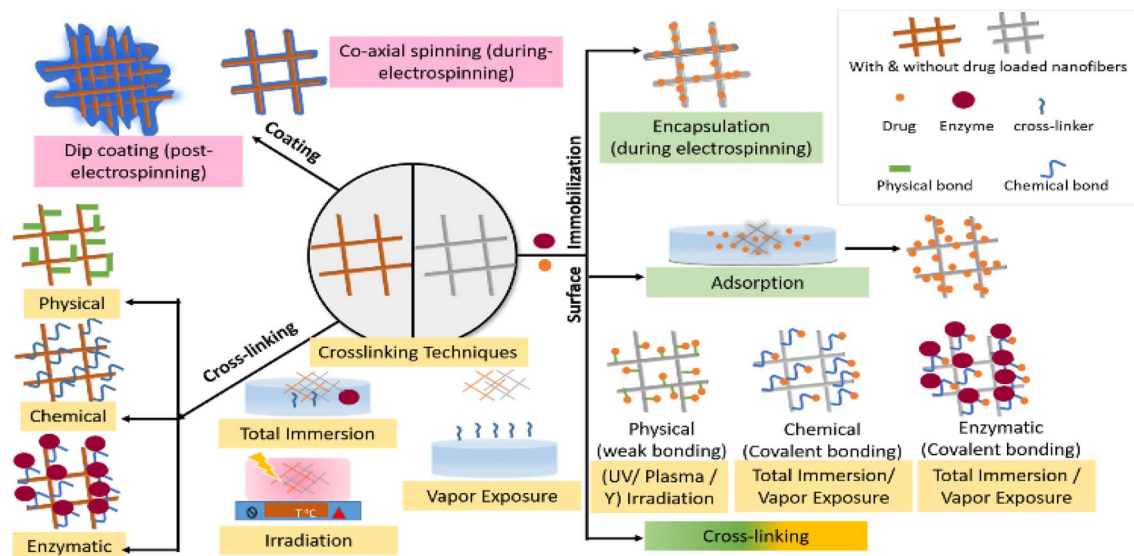 Co-axial spinning (during-
electrospinning)
Dip coating (post-
electrospinning)
Coating
Physical
Chemical
Enzymatic
Cross-linking
Crosslinking Techniques
Total Immersion
T °C
Irradiation
Vapor Exposure
Surface Immobilization
Encapsulation
(during electrospinning)
With & without drug loaded nanofibers
Drug
Enzyme
cross-linker
Physical bond
Chemical bond
Adsorption
Physical
(weak bonding)
(UV/ Plasma /
Y) Irradiation
Chemical
(Covalent bonding)
Total Immersion/
Vapor Exposure
Enzymatic
(Covalent bonding)
Total Immersion /
Vapor Exposure
Cross-linking